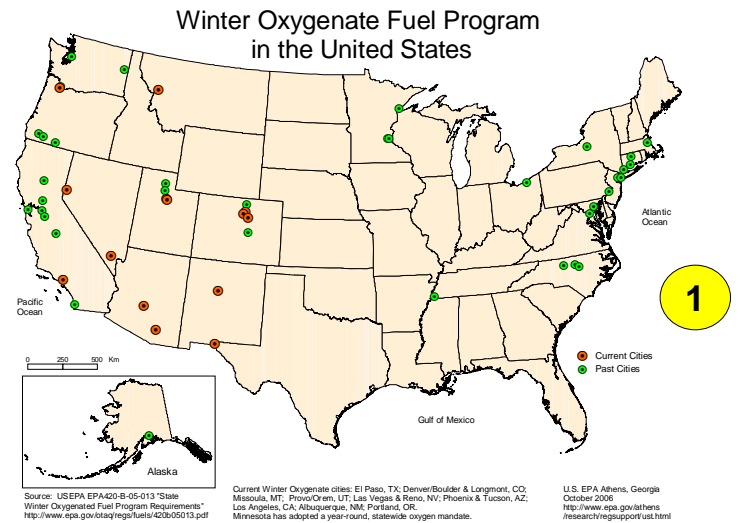 Winter Oxygenate Fuel Program
in the United States
Atlantic
Ocean
1
Pacific
Ocean
Current Cities
Past Cities
0 250 500 Km
Gulf of Mexico
Alaska
Source: USEPA EPA420-B-05-013 "State
Winter Oxygenated Fuel Program Requirements"
http://www.epa.gov/otaq/regs/fuels/420b05013.pdf
Current Winter Oxygenate cities: El Paso, TX; Denver/Boulder & Longmont, CO;
Missoula, MT; Provo/Orem, UT; Las Vegas & Reno, NV; Phoenix & Tucson, AZ;
Los Angeles, CA; Albuquerque, NM; Portland, OR.
Minnesota has adopted a year-round, statewide oxygen mandate.
U.S. EPA Athens, Georgia
October 2006
http://www.epa.gov/athens
/research/regsupport/ust.html